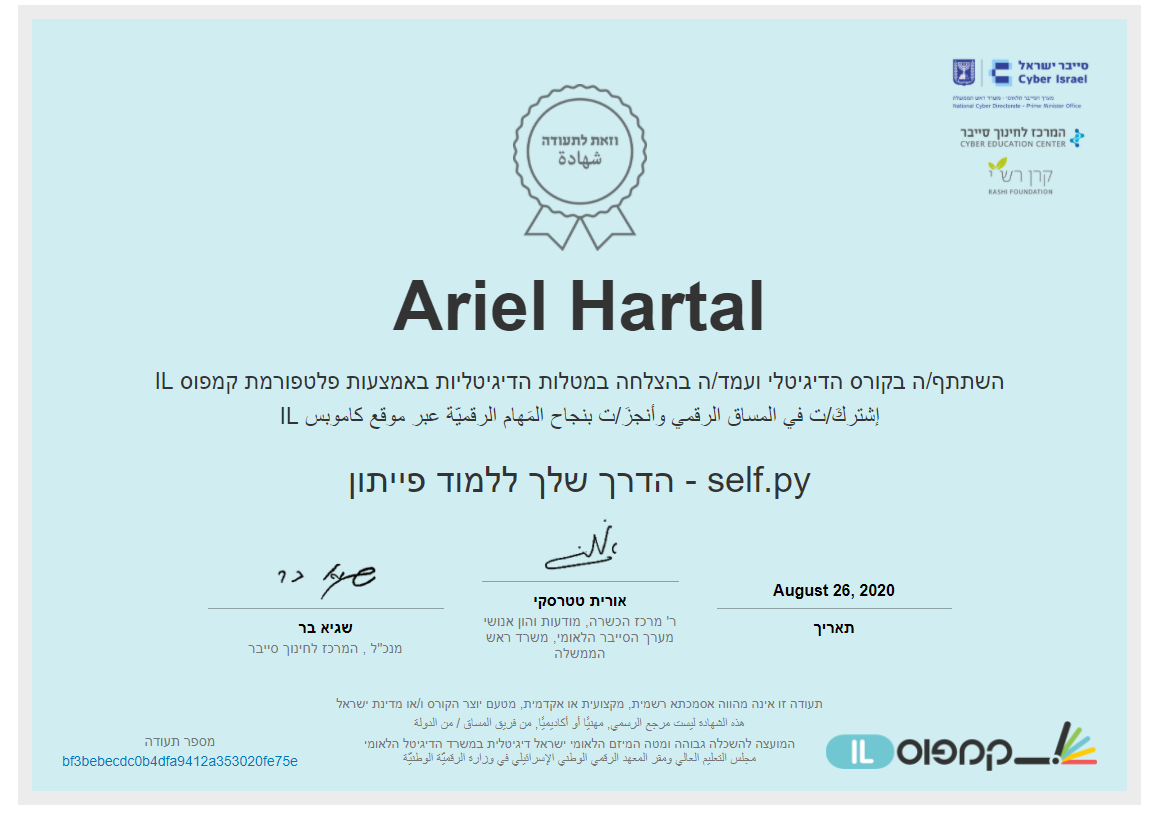 סייבר ישראל
Cyber Israel
מערך הסייבר הלאומי - משרד ראש הממשלה
National Cyber Directorate - Prime Minister Office
המרכז לחינוך סייבר
CYBER EDUCATION CENTER
קרן רש"י
RASHI FOUNDATION
וזאת לתעודה
شهادة
Ariel Hartal
השתתף/ה בקורס הדיגיטלי ועמד/ה בהצלחה במטלות הדיגיטליות באמצעות פלטפורמת קמפוס IL
إشتركَ/ت في المساق الرقمي وأنجزَ/ت بنجاح المَهام الرقميّة عبر موقع كاموبس IL
self.py - הדרך שלך ללמוד פייתון
August 26, 2020
תאריך
אורית טטרסקי
ר' מרכז הכשרה, מודעות והון אנושי
מערך הסייבר הלאומי, משרד ראש
הממשלה
שגיא בר
שגיא בר
מנכ"ל , המרכז לחינוך סייבר
תעודה זו אינה מהווה אסמכתא רשמית, מקצועית או אקדמית, מטעם יוצר הקורס ו/או מדינת ישראל
هذه الشهادة ليست مرجع الرسمي, مهنيًّا أو أكاديميًّا, من فريق المساق / من الدولة
המועצה להשכלה גבוהה ומטה המיזם הלאומי ישראל דיגיטלית במשרד הדיגיטל הלאומי
مجلس التعليم العالي ومقر المعهد الرقمي الوطني الإسرائيلي في وزارة الرقميّة الوطنيّة
מספר תעודה
bf3bebecdc0b4dfa9412a353020fe75e
קמפוס IL